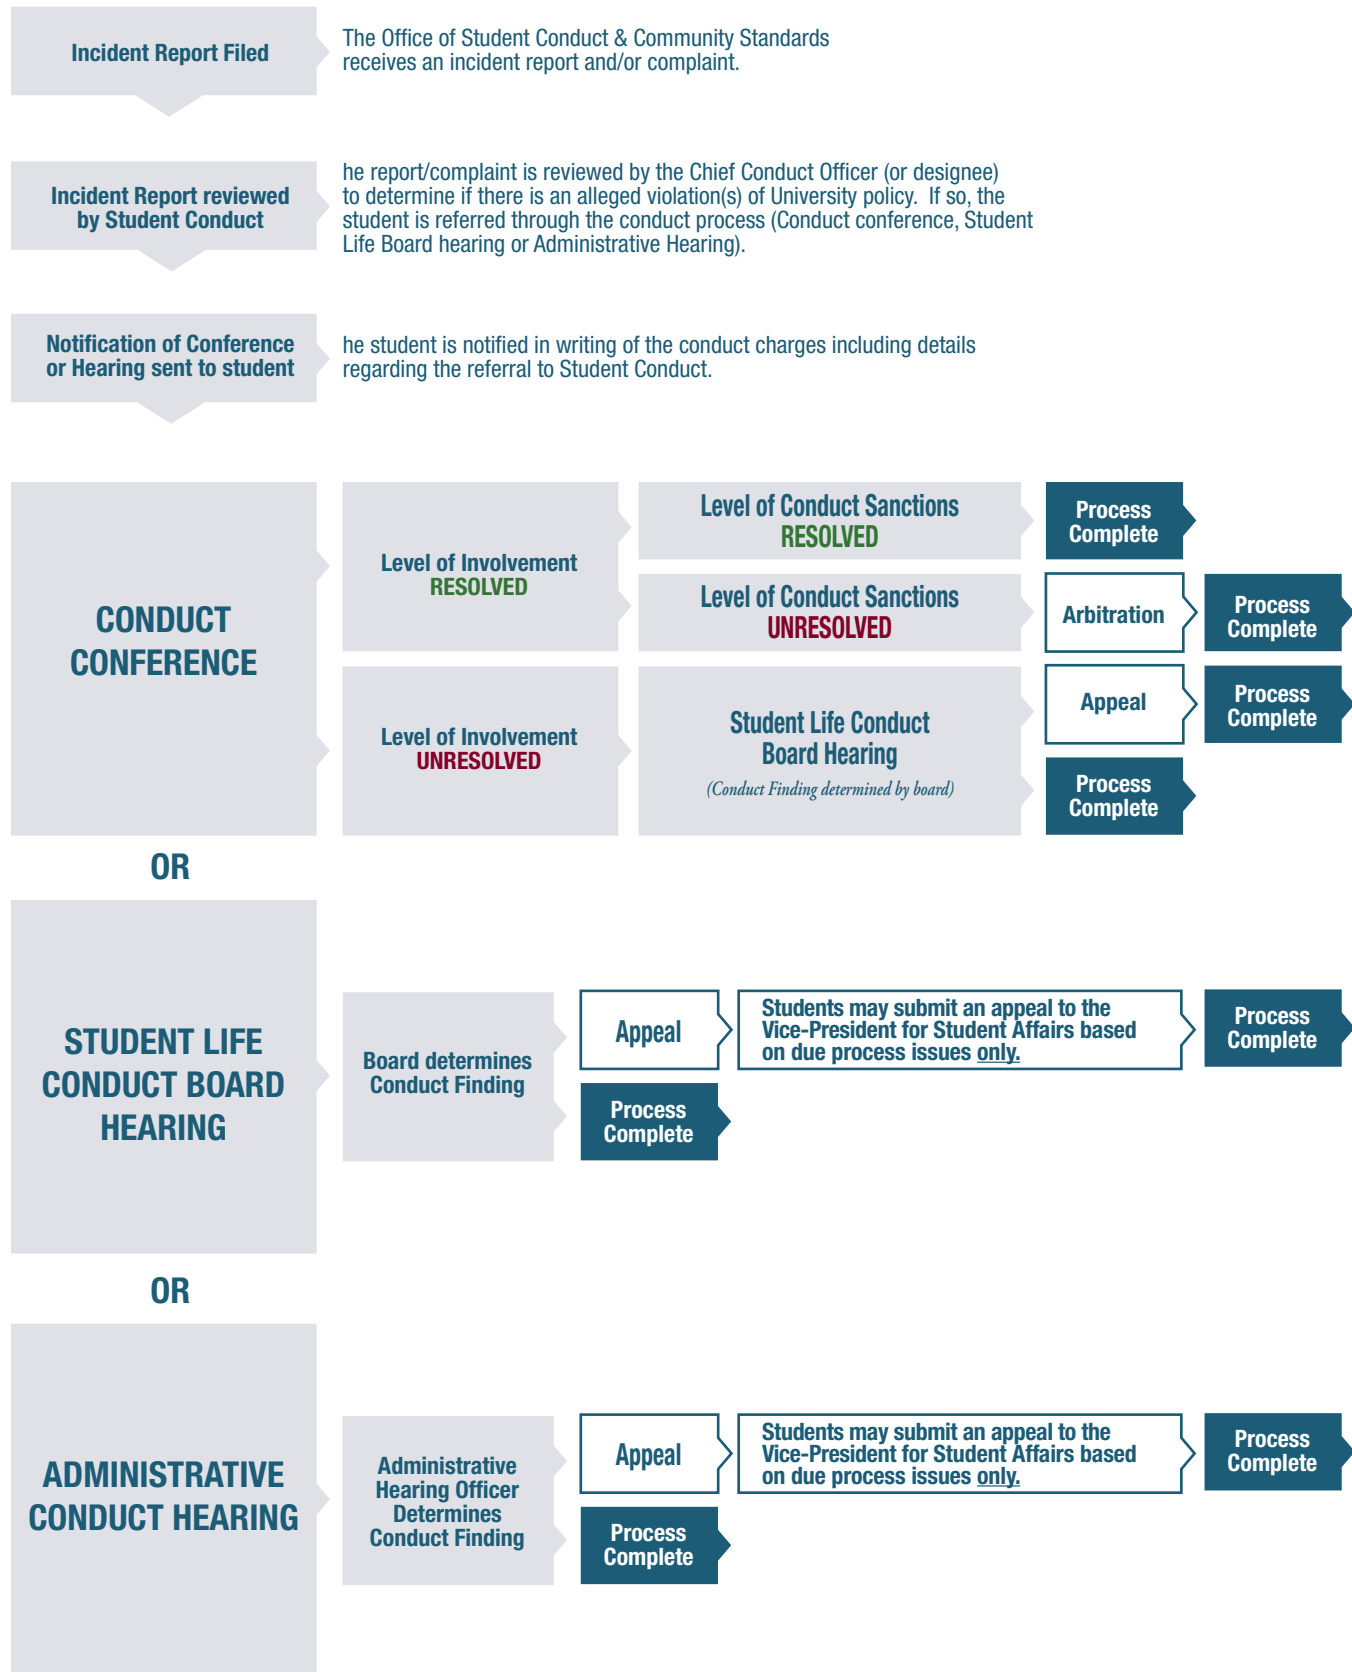 Incident Report Filed
The Office of Student Conduct & Community Standards
receives an incident report and/or complaint.
Incident Report reviewed
by Student Conduct
he report/complaint is reviewed by the Chief Conduct Officer (or designee)
to determine if there is an alleged violation(s) of University policy.  If so, the
student is referred through the conduct process (Conduct conference, Student
Life Board hearing or Administrative Hearing).
Notification of Conference
or Hearing sent to student
he student is notified in writing of the conduct charges including details
regarding the referral to Student Conduct.
CONDUCT
CONFERENCE
Level of Involvement
RESOLVED
Level of Conduct Sanctions
RESOLVED
Process
Complete
Level of Conduct Sanctions
UNRESOLVED
Arbitration
Process
Complete
Level of Involvement
UNRESOLVED
Student Life Conduct
Board Hearing
(Conduct Finding determined by board)
Appeal
Process
Complete
Process
Complete
OR
STUDENT LIFE
CONDUCT BOARD
HEARING
Board determines
Conduct Finding
Appeal
Students may submit an appeal to the
Vice-President for Student Affairs based
on due process issues only.
Process
Complete
Process
Complete
OR
ADMINISTRATIVE
CONDUCT HEARING
Administrative
Hearing Officer
Determines
Conduct Finding
Appeal
Students may submit an appeal to the
Vice-President for Student Affairs based
on due process issues only.
Process
Complete
Process
Complete